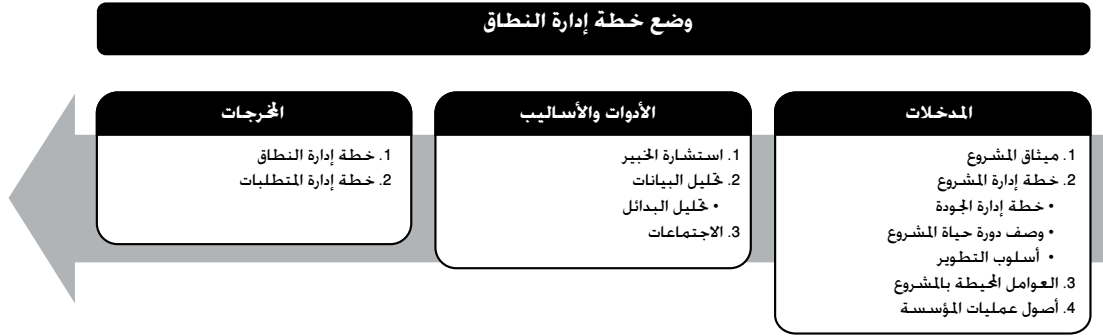 وضع خطة إدارة النطاق
المدخلات
1. ميثاق المشروع
2. خطة إدارة المشروع
• خطة إدارة الجودة
• وصف دورة حياة المشروع
• أسلوب التطوير
3. العوامل المحيطة بالمشروع
4. أصول عمليات المؤسسة
الأدوات والأساليب
1. استشارة الخبير
2. تحليل البيانات
• تحليل البدائل
3. الاجتماعات
المخرجات
1. خطة إدارة النطاق
2. خطة إدارة المتطلبات